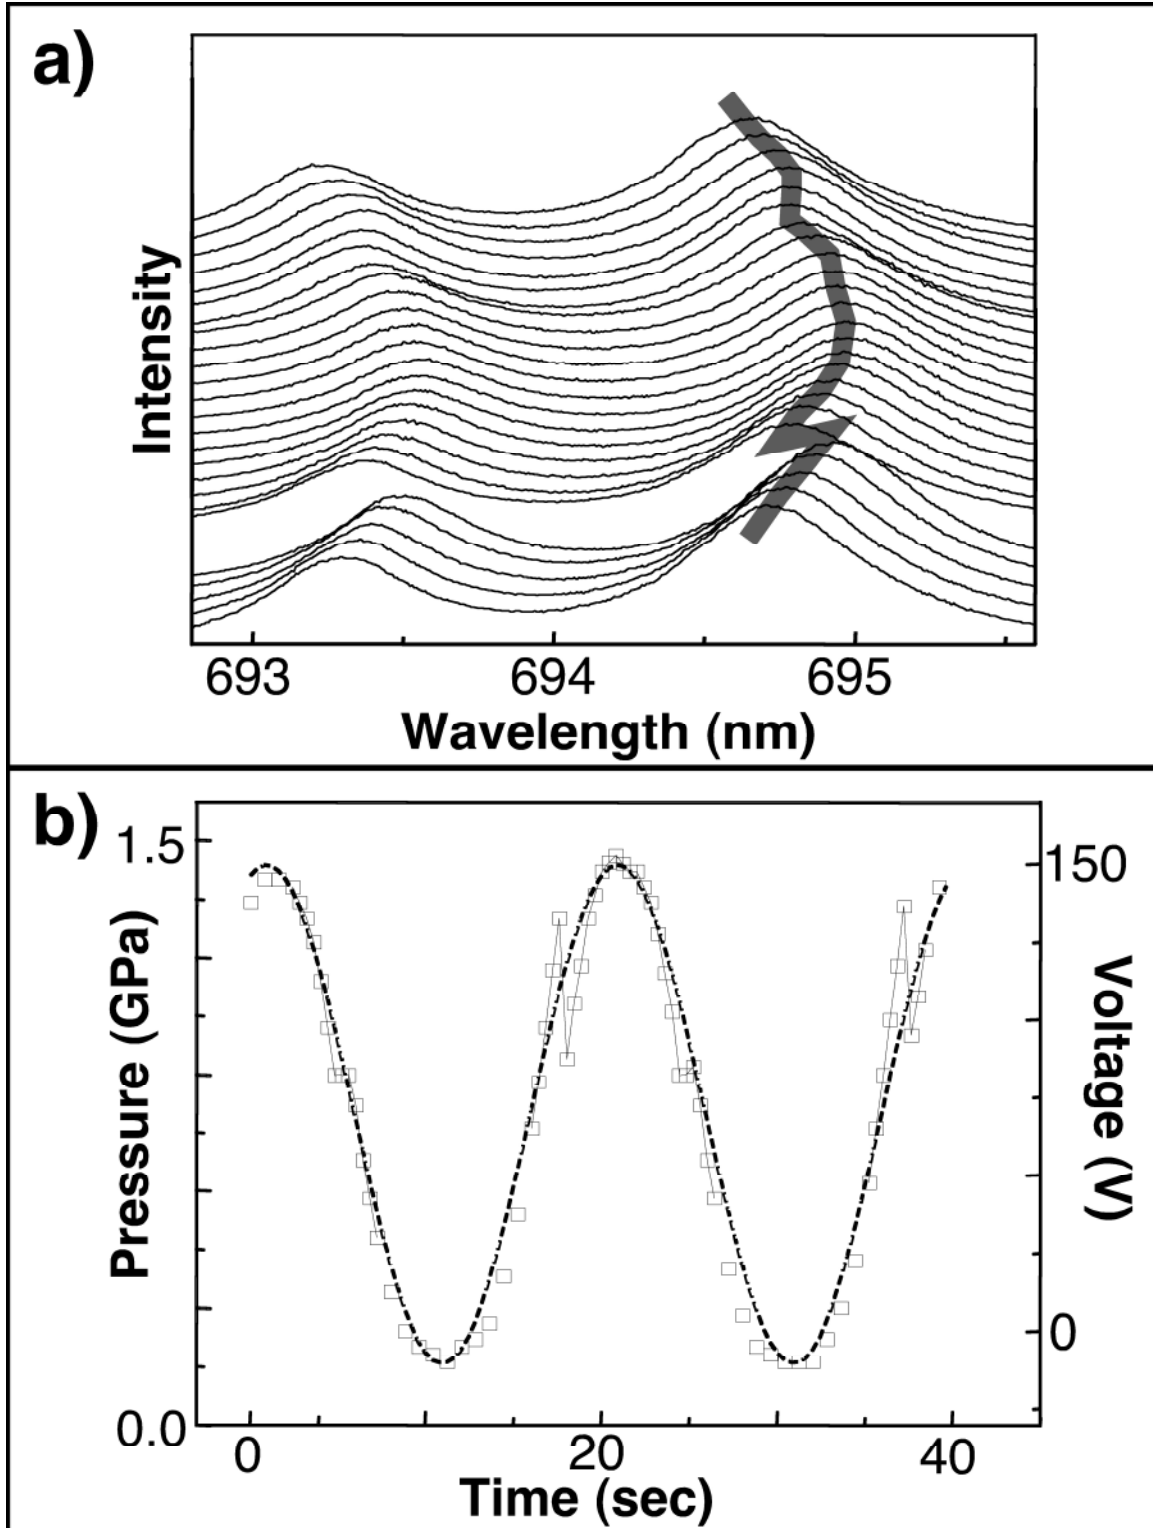 a)
Intensity
693 694 695
Wavelength (nm)
b)
1.5
0.0
Pressure (GPa)
150
0
Voltage (V)
0 20 40
Time (sec)